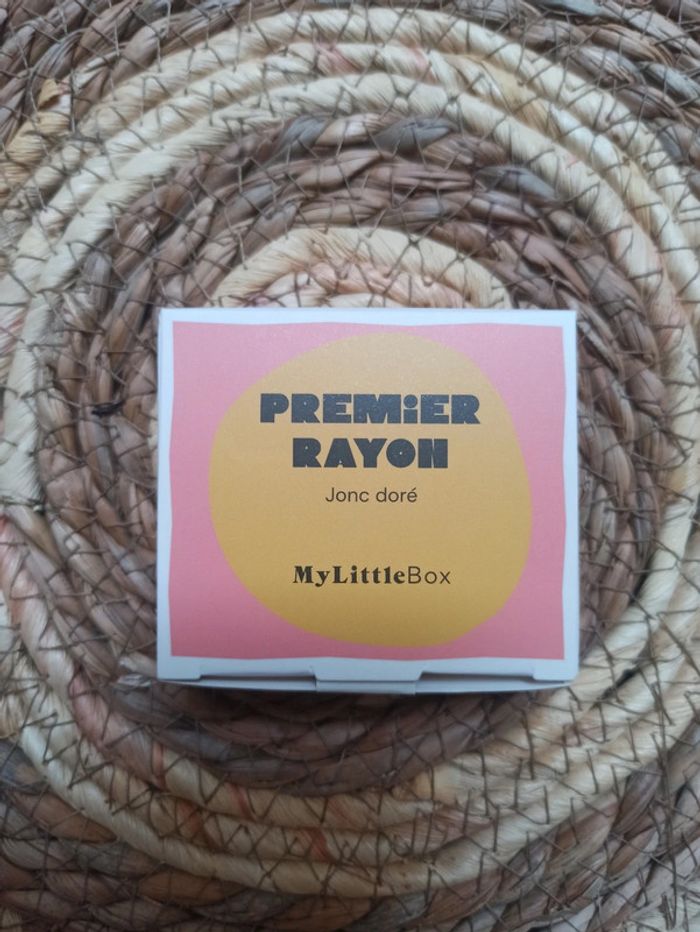 PREMiER
RAYON
Jonc doré
MyLittleBox